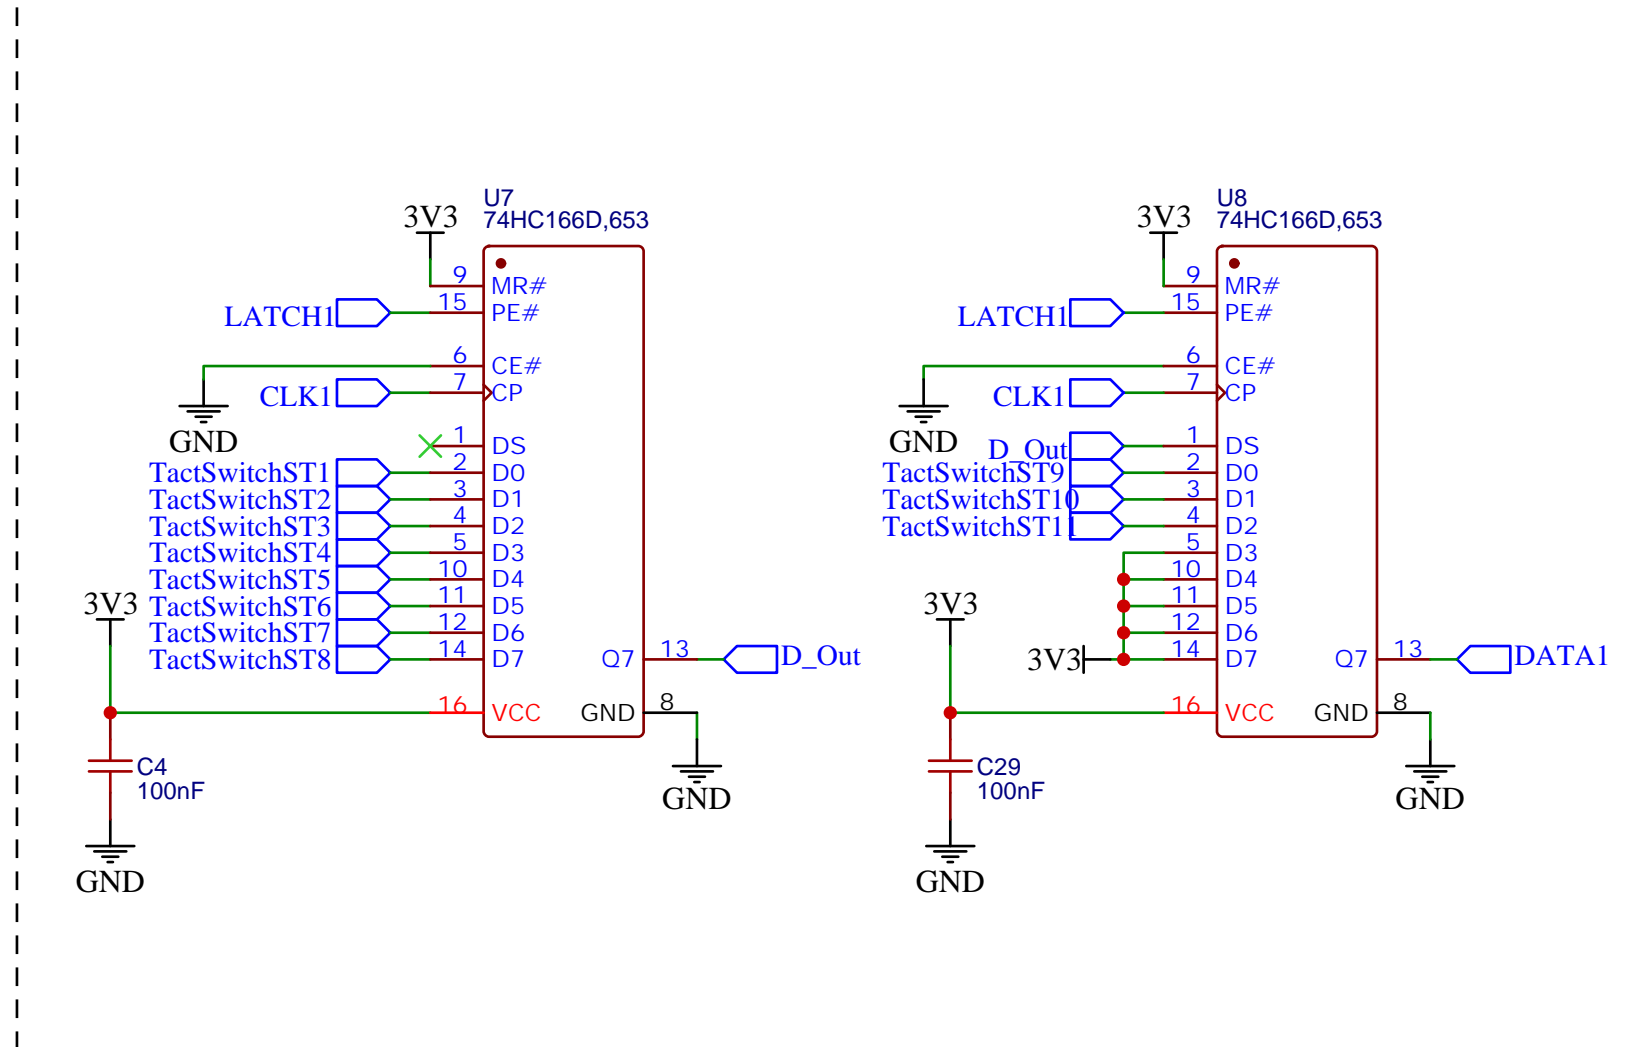 U7
74HC166D,653
3V3
9 MR#
LATCH1 15 PE#
6 CE#
CLK1 7 CP
GND
1 DS
TactSwitchST1 2 D0
TactSwitchST2 3 D1
TactSwitchST3 4 D2
TactSwitchST4 5 D3
TactSwitchST5 10 D4
TactSwitchST6 11 D5
TactSwitchST7 12 D6
TactSwitchST8 14 D7
Q7 13 D_Out
3V3
16 VCC
GND 8
GND
C4
100nF
GND
U8
74HC166D,653
3V3
9 MR#
LATCH1 15 PE#
6 CE#
CLK1 7 CP
GND
D_Out 1 DS
TactSwitchST9 2 D0
TactSwitchST10 3 D1
TactSwitchST11 4 D2
5 D3
10 D4
11 D5
12 D6
3V3 14 D7
Q7 13 DATA1
3V3
16 VCC
GND 8
GND
C29
100nF
GND